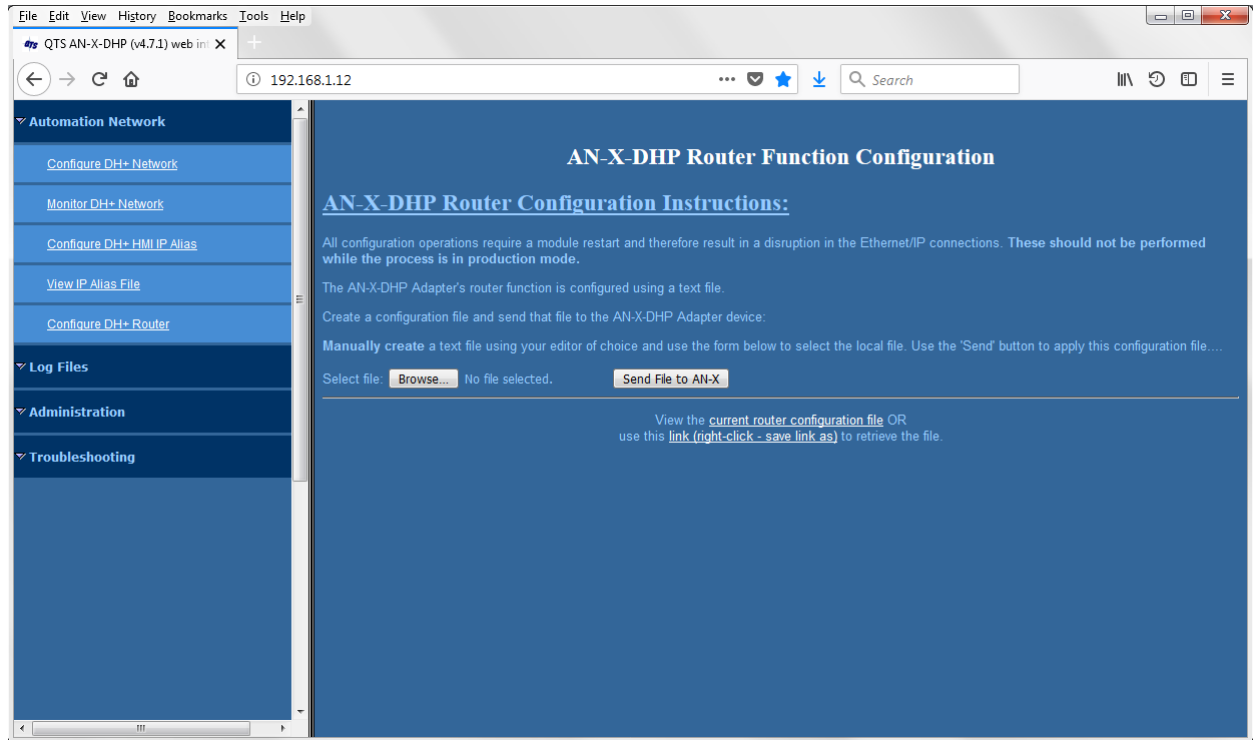 File Edit View History Bookmarks Tools Help
QTS AN-X-DHP (v4.7.1) web int
192.168.1.12
Search
Automation Network
Configure DH+ Network
Monitor DH+ Network
Configure DH+ HMI IP Alias
View IP Alias File
Configure DH+ Router
Log Files
Administration
Troubleshooting
AN-X-DHP Router Function Configuration
AN-X-DHP Router Configuration Instructions:
All configuration operations require a module restart and therefore result in a disruption in the Ethernet/IP connections. These should not be performed
while the process is in production mode.
The AN-X-DHP Adapter's router function is configured using a text file.
Create a configuration file and send that file to the AN-X-DHP Adapter device:
Manually create a text file using your editor of choice and use the form below to select the local file. Use the 'Send' button to apply this configuration file....
Select file: Browse... No file selected. Send File to AN-X
View the current router configuration file OR
use this link (right-click - save link as) to retrieve the file.